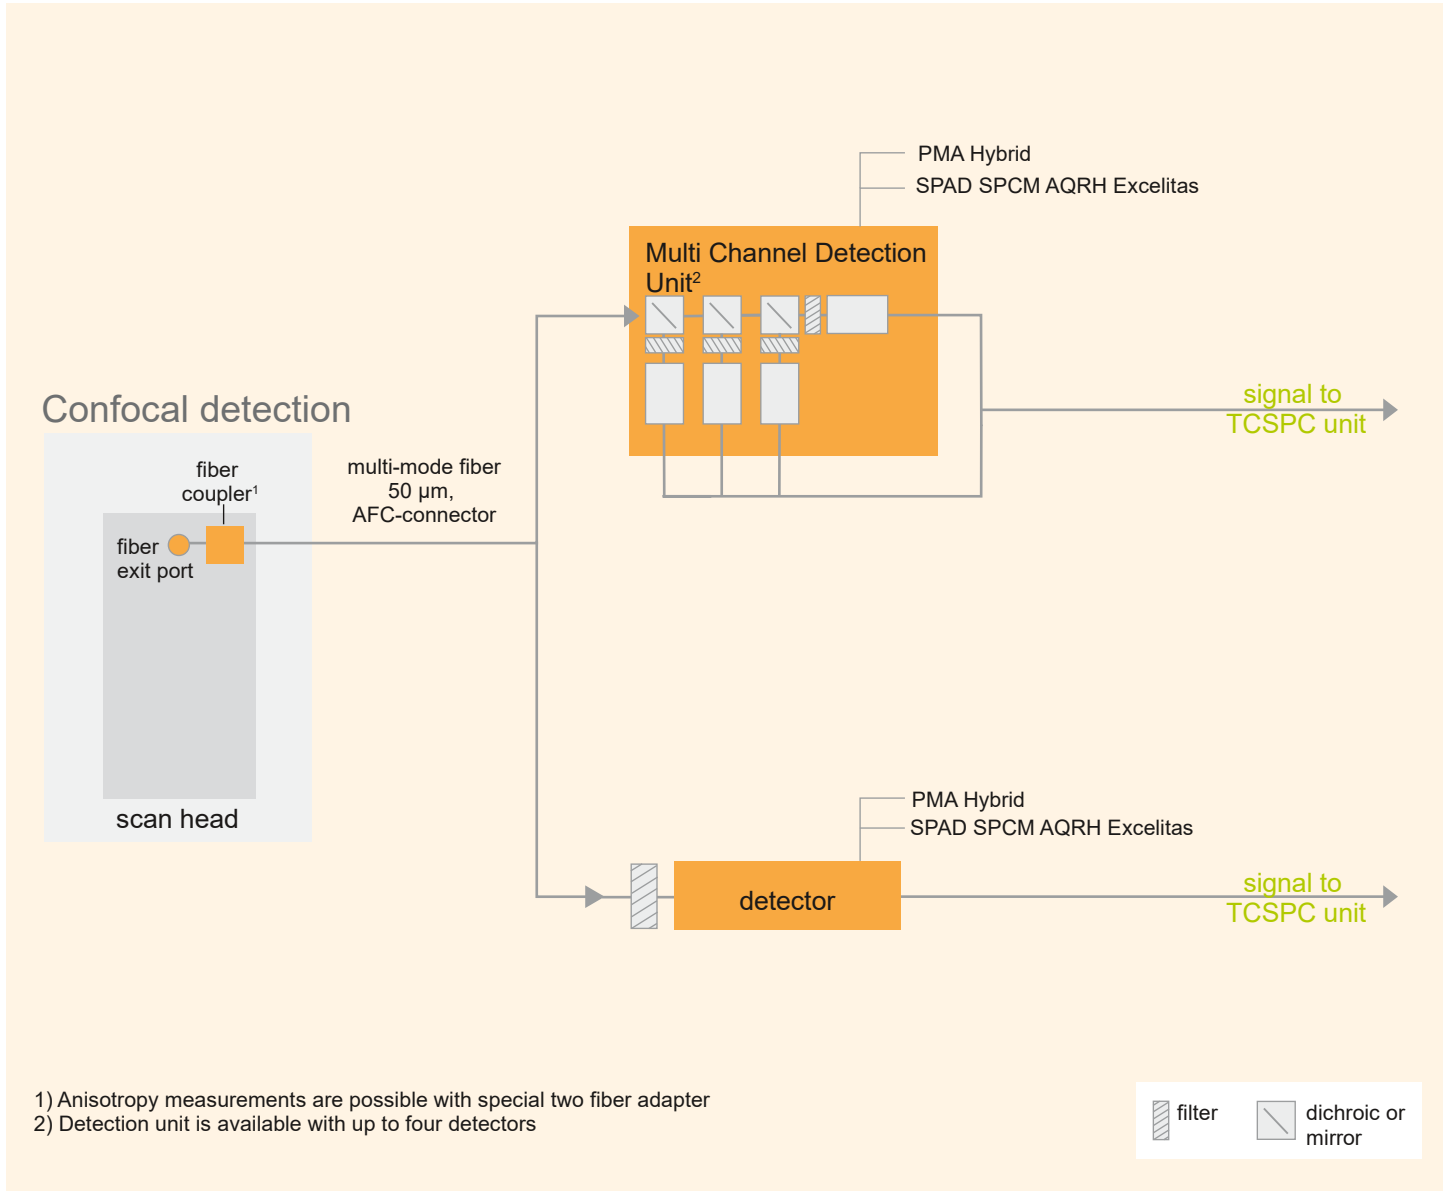 PMA Hybrid
SPAD SPCM AQRH Excelitas
Multi Channel Detection
Unit²
Confocal detection
signal to
TCSPC unit
fiber
coupler¹
multi-mode fiber
50 µm,
AFC-connector
fiber
exit port
scan head
PMA Hybrid
SPAD SPCM AQRH Excelitas
detector
signal to
TCSPC unit
1) Anisotropy measurements are possible with special two fiber adapter
2) Detection unit is available with up to four detectors
filter
dichroic or
mirror